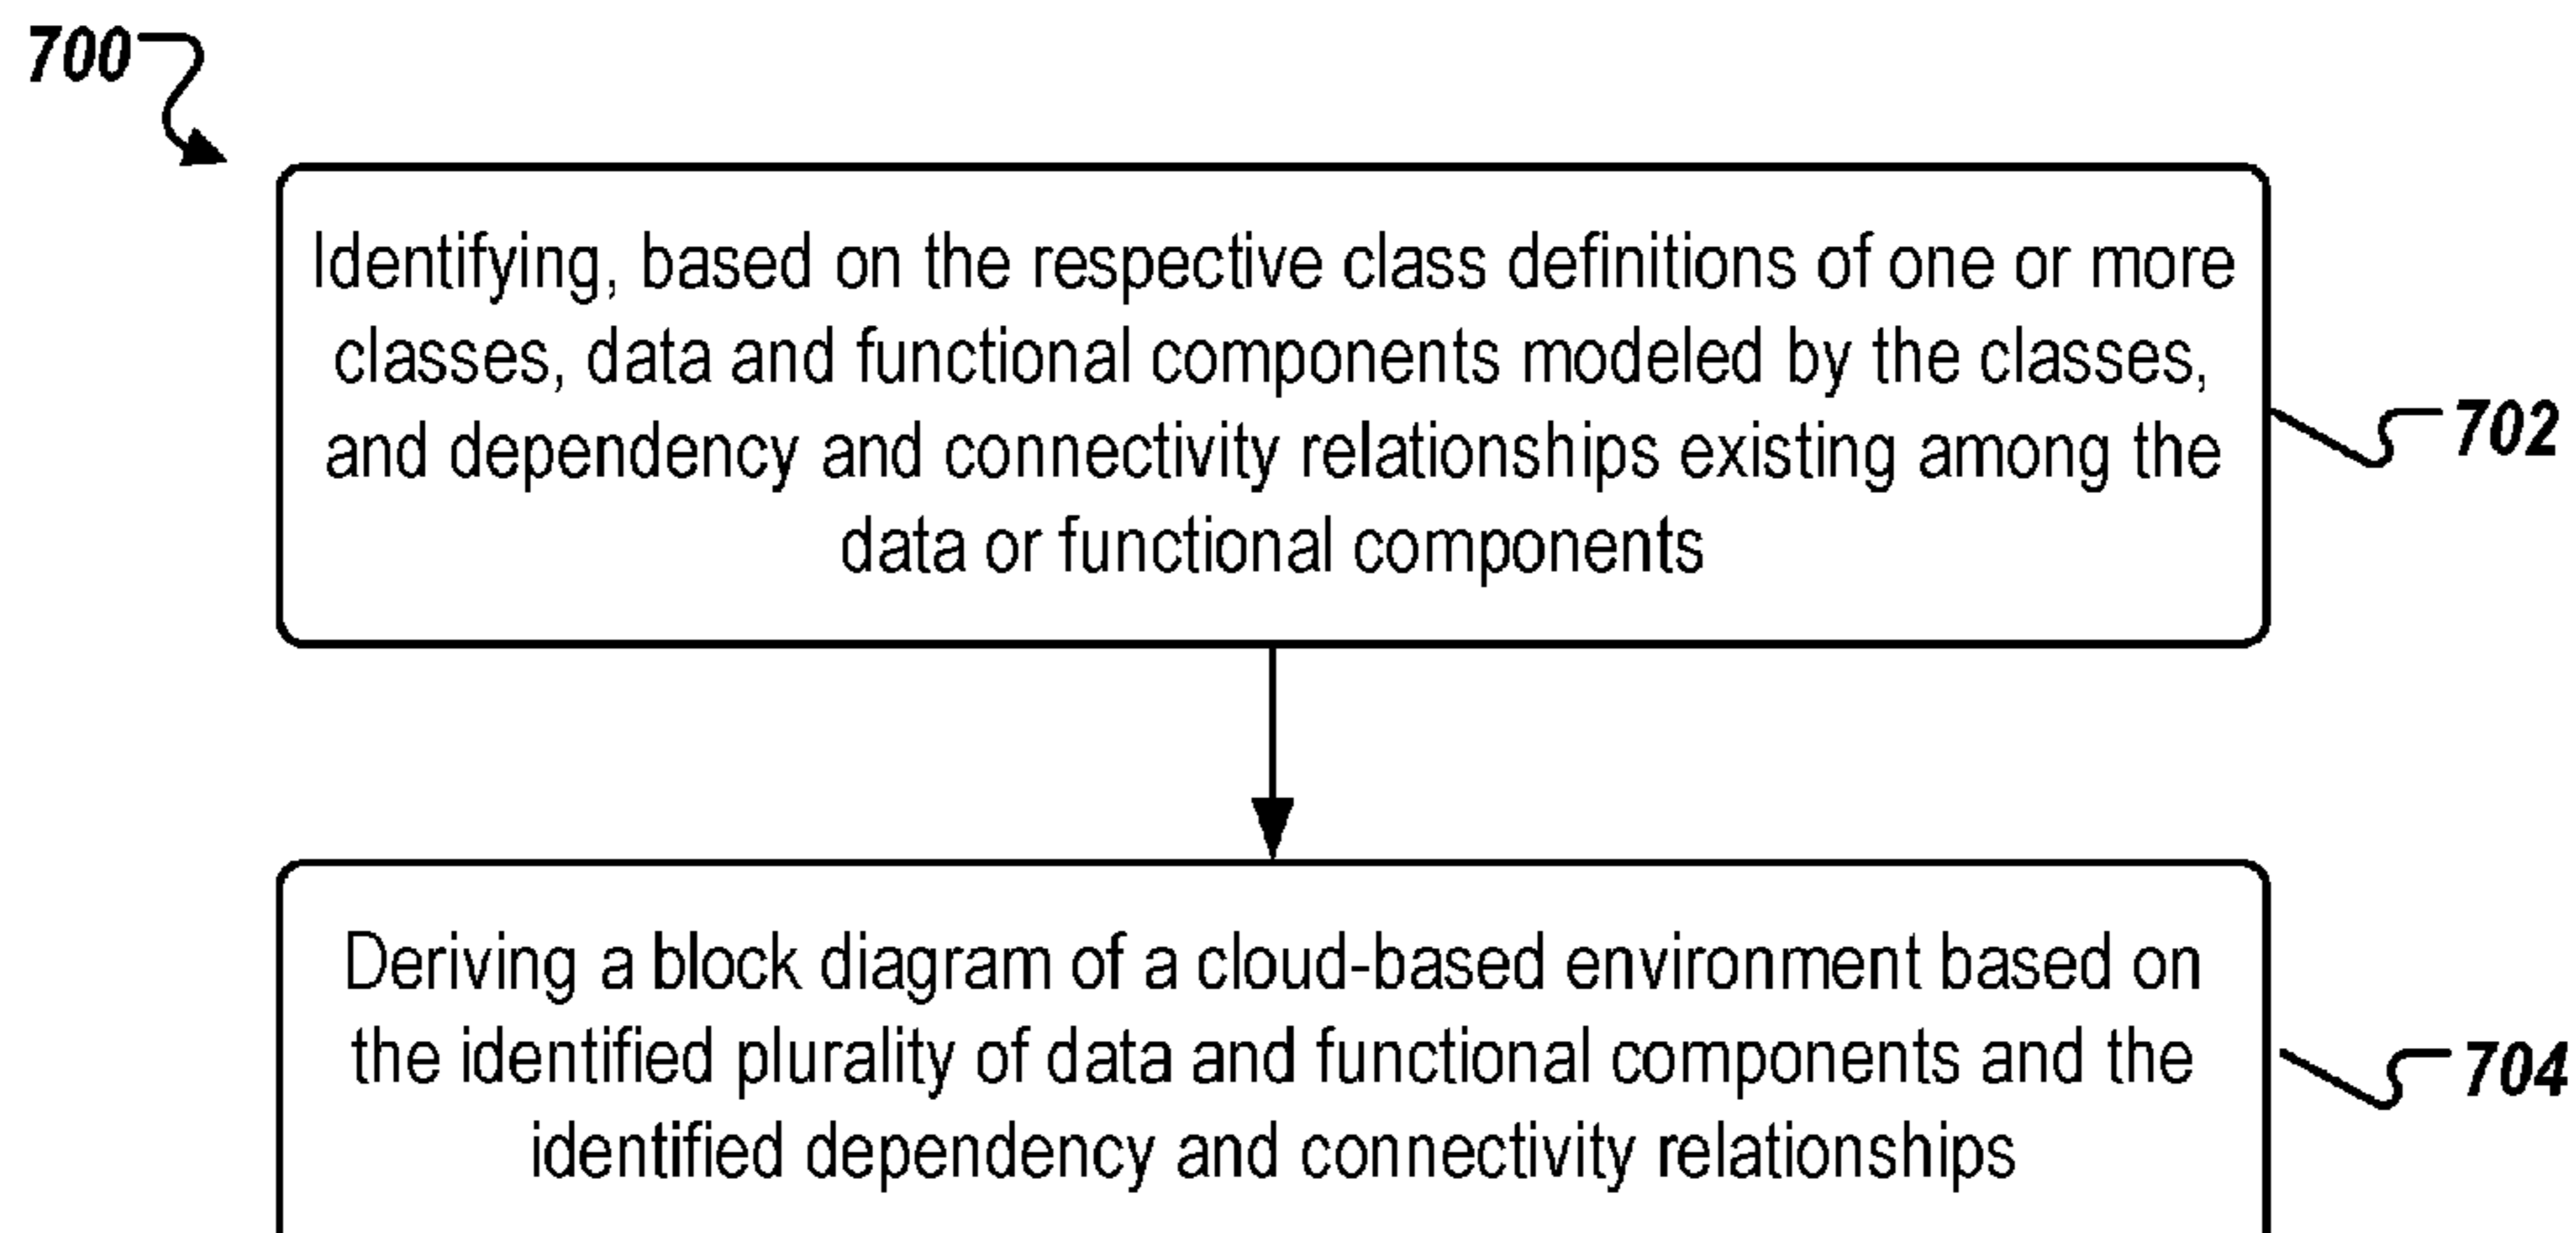 700
Identifying, based on the respective class definitions of one or more
classes, data and functional components modeled by the classes,
and dependency and connectivity relationships existing among the
data or functional components
702
Deriving a block diagram of a cloud-based environment based on
the identified plurality of data and functional components and the
identified dependency and connectivity relationships
704